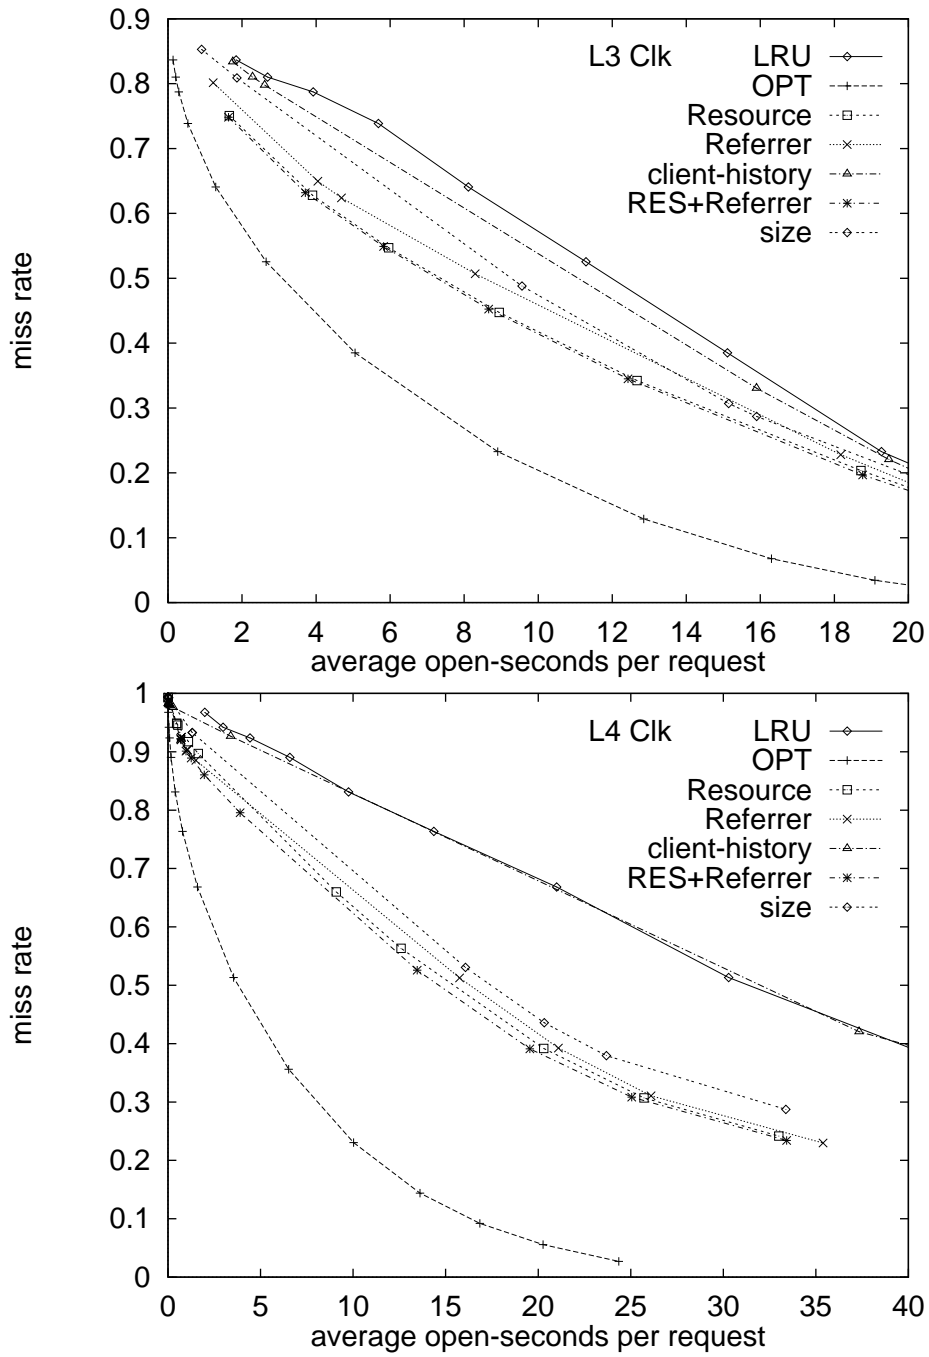 0.9
0.8
0.7
0.6
0.5
0.4
0.3
0.2
0.1
0
miss rate
L3 Clk
LRU
OPT
Resource
Referrer
client-history
RES+Referrer
size
0 2 4 6 8 10 12 14 16 18 20
average open-seconds per request
1
0.9
0.8
0.7
0.6
0.5
0.4
0.3
0.2
0.1
0
miss rate
L4 Clk
LRU
OPT
Resource
Referrer
client-history
RES+Referrer
size
0 5 10 15 20 25 30 35 40
average open-seconds per request